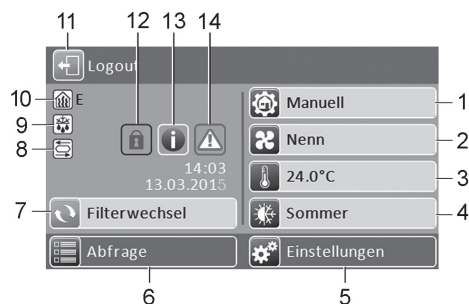 11 12 13 14
Logout
10 E Manuell 1
9 Nenn 2
8 14:03
13.03.2015 24.0°C 3
7 Filterwechsel Sommer 4
Abfrage Einstellungen
6 5